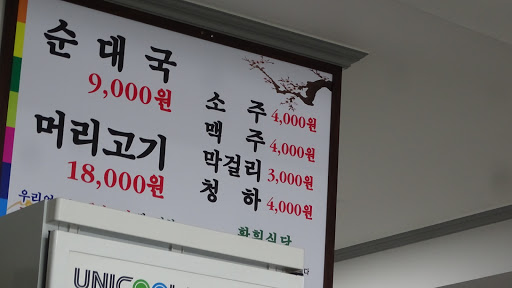 순대국
9,000원
머리고기
18,000원
소주 4,000원
맥주 4,000원
막걸리 3,000원
청하 4,000원